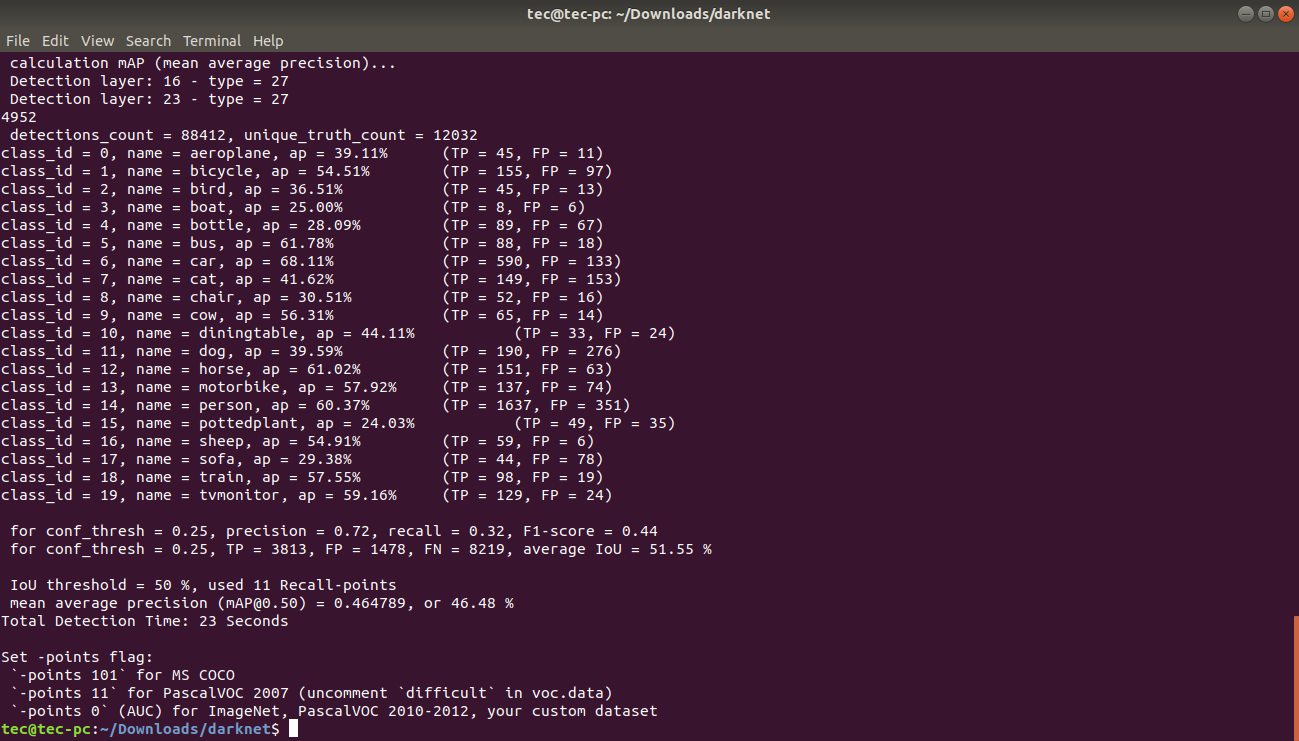 tec@tec-pc: ~/Downloads/darknet
File Edit View Search Terminal Help
calculation mAP (mean average precision)...
Detection layer: 16 - type = 27
Detection layer: 23 - type = 27
4952
detections_count = 88412, unique_truth_count = 12032
class_id = 0, name = aeroplane, ap = 39.11% (TP = 45, FP = 11)
class_id = 1, name = bicycle, ap = 54.51% (TP = 155, FP = 97)
class_id = 2, name = bird, ap = 36.51% (TP = 45, FP = 13)
class_id = 3, name = boat, ap = 25.00% (TP = 8, FP = 6)
class_id = 4, name = bottle, ap = 28.09% (TP = 89, FP = 67)
class_id = 5, name = bus, ap = 61.78% (TP = 88, FP = 18)
class_id = 6, name = car, ap = 68.11% (TP = 590, FP = 133)
class_id = 7, name = cat, ap = 41.62% (TP = 149, FP = 153)
class_id = 8, name = chair, ap = 30.51% (TP = 52, FP = 16)
class_id = 9, name = cow, ap = 56.31% (TP = 65, FP = 14)
class_id = 10, name = diningtable, ap = 44.11% (TP = 33, FP = 24)
class_id = 11, name = dog, ap = 39.59% (TP = 190, FP = 276)
class_id = 12, name = horse, ap = 61.02% (TP = 151, FP = 63)
class_id = 13, name = motorbike, ap = 57.92% (TP = 137, FP = 74)
class_id = 14, name = person, ap = 60.37% (TP = 1637, FP = 351)
class_id = 15, name = pottedplant, ap = 24.03% (TP = 49, FP = 35)
class_id = 16, name = sheep, ap = 54.91% (TP = 59, FP = 6)
class_id = 17, name = sofa, ap = 29.38% (TP = 44, FP = 78)
class_id = 18, name = train, ap = 57.55% (TP = 98, FP = 19)
class_id = 19, name = tvmonitor, ap = 59.16% (TP = 129, FP = 24)
for conf_thresh = 0.25, precision = 0.72, recall = 0.32, F1-score = 0.44
for conf_thresh = 0.25, TP = 3813, FP = 1478, FN = 8219, average IoU = 51.55 %
IoU threshold = 50 %, used 11 Recall-points
mean average precision (mAP@0.50) = 0.464789, or 46.48 %
Total Detection Time: 23 Seconds
Set -points flag:
`-points 101` for MS COCO
`-points 11` for PascalVOC 2007 (uncomment `difficult` in voc.data)
`-points 0` (AUC) for ImageNet, PascalVOC 2010-2012, your custom dataset
tec@tec-pc:~/Downloads/darknet$